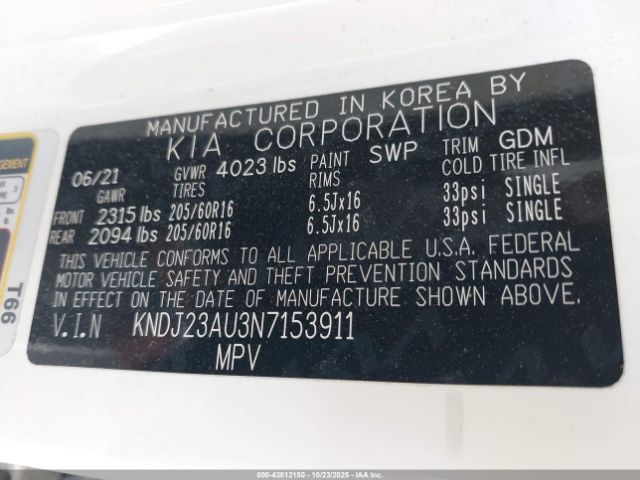 MANUFACTURED IN KOREA BY
KIA CORPORATION
06/21 GVWR 4023 lbs PAINT SWP TRIM GDM
GAWR TIRES RIMS COLD TIRE INFL
FRONT 2315 lbs 205/60R16 6.5Jx16 33psi SINGLE
REAR 2094 lbs 205/60R16 6.5Jx16 33psi SINGLE
THIS VEHICLE CONFORMS TO ALL APPLICABLE U.S.A. FEDERAL
MOTOR VEHICLE SAFETY AND THEFT PREVENTION STANDARDS
IN EFFECT ON THE DATE OF MANUFACTURE SHOWN ABOVE.
V.I.N KNDJ23AU3N7153911
MPV
T66
©00 - 43512150 - 10/23/2025 - IAA Inc.